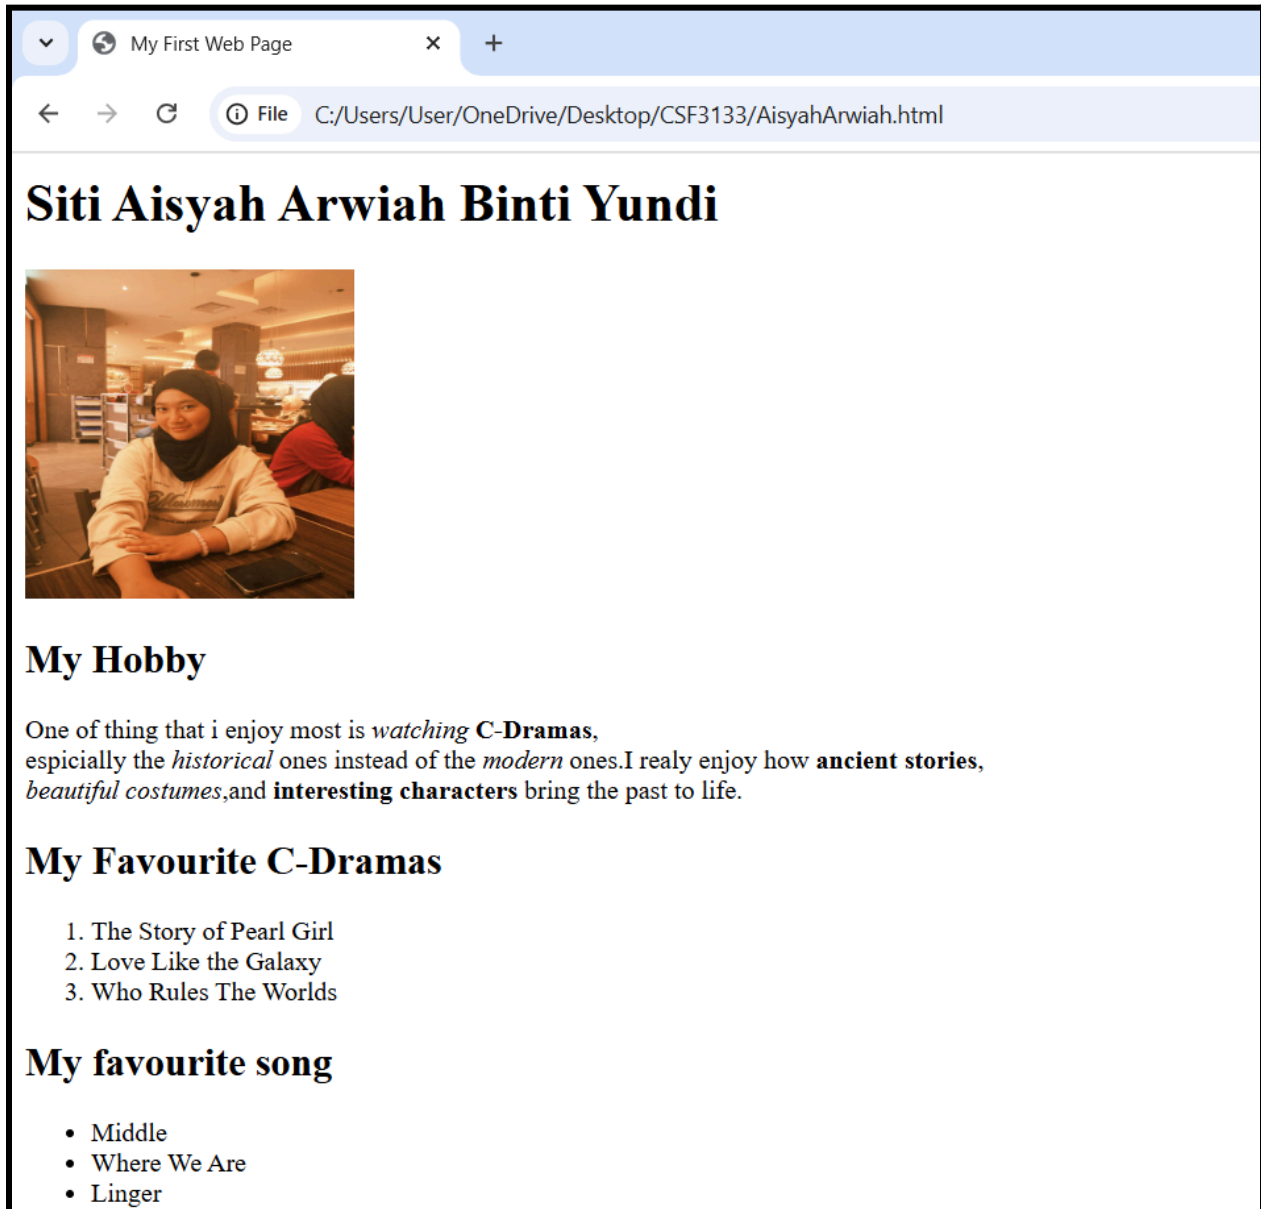 My First Web Page
File C:/Users/User/OneDrive/Desktop/CSF3133/AisyahArwiah.html
Siti Aisyah Arwiah Binti Yundi
My Hobby
One of thing that i enjoy most is watching C-Dramas,
espicially the historical ones instead of the modern ones.I realy enjoy how ancient stories,
beautiful costumes,and interesting characters bring the past to life.
My Favourite C-Dramas
1. The Story of Pearl Girl
2. Love Like the Galaxy
3. Who Rules The Worlds
My favourite song
• Middle
• Where We Are
• Linger